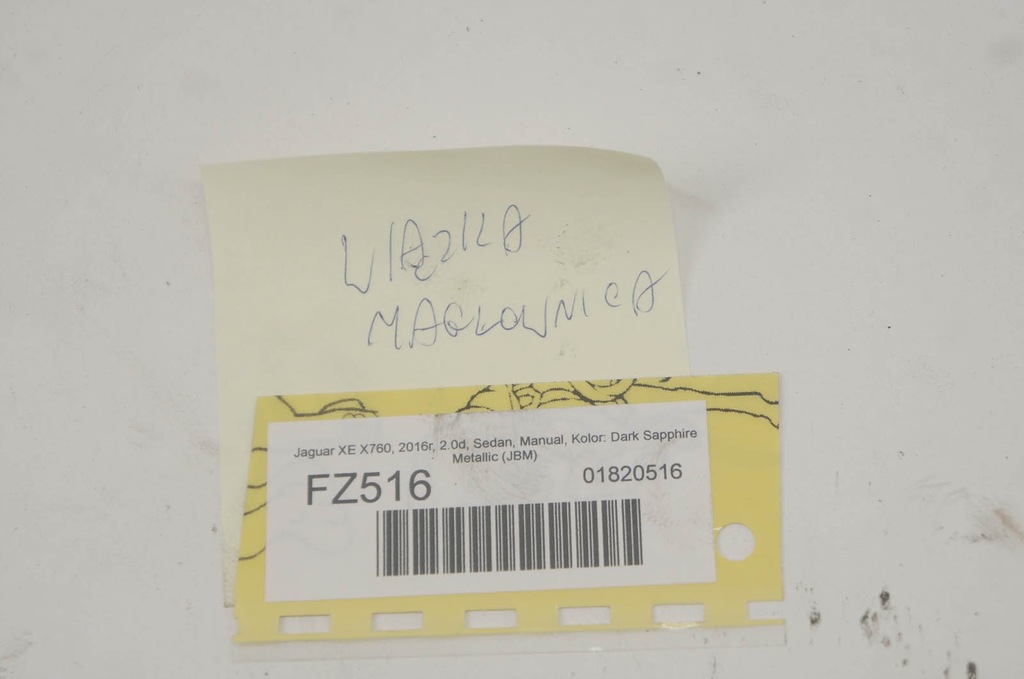 WIĄZKA
MAGLOWNICA
Jaguar XE X760, 2016r, 2.0d, Sedan, Manual, Kolor: Dark Sapphire
Metallic (JBM)
FZ516
01820516